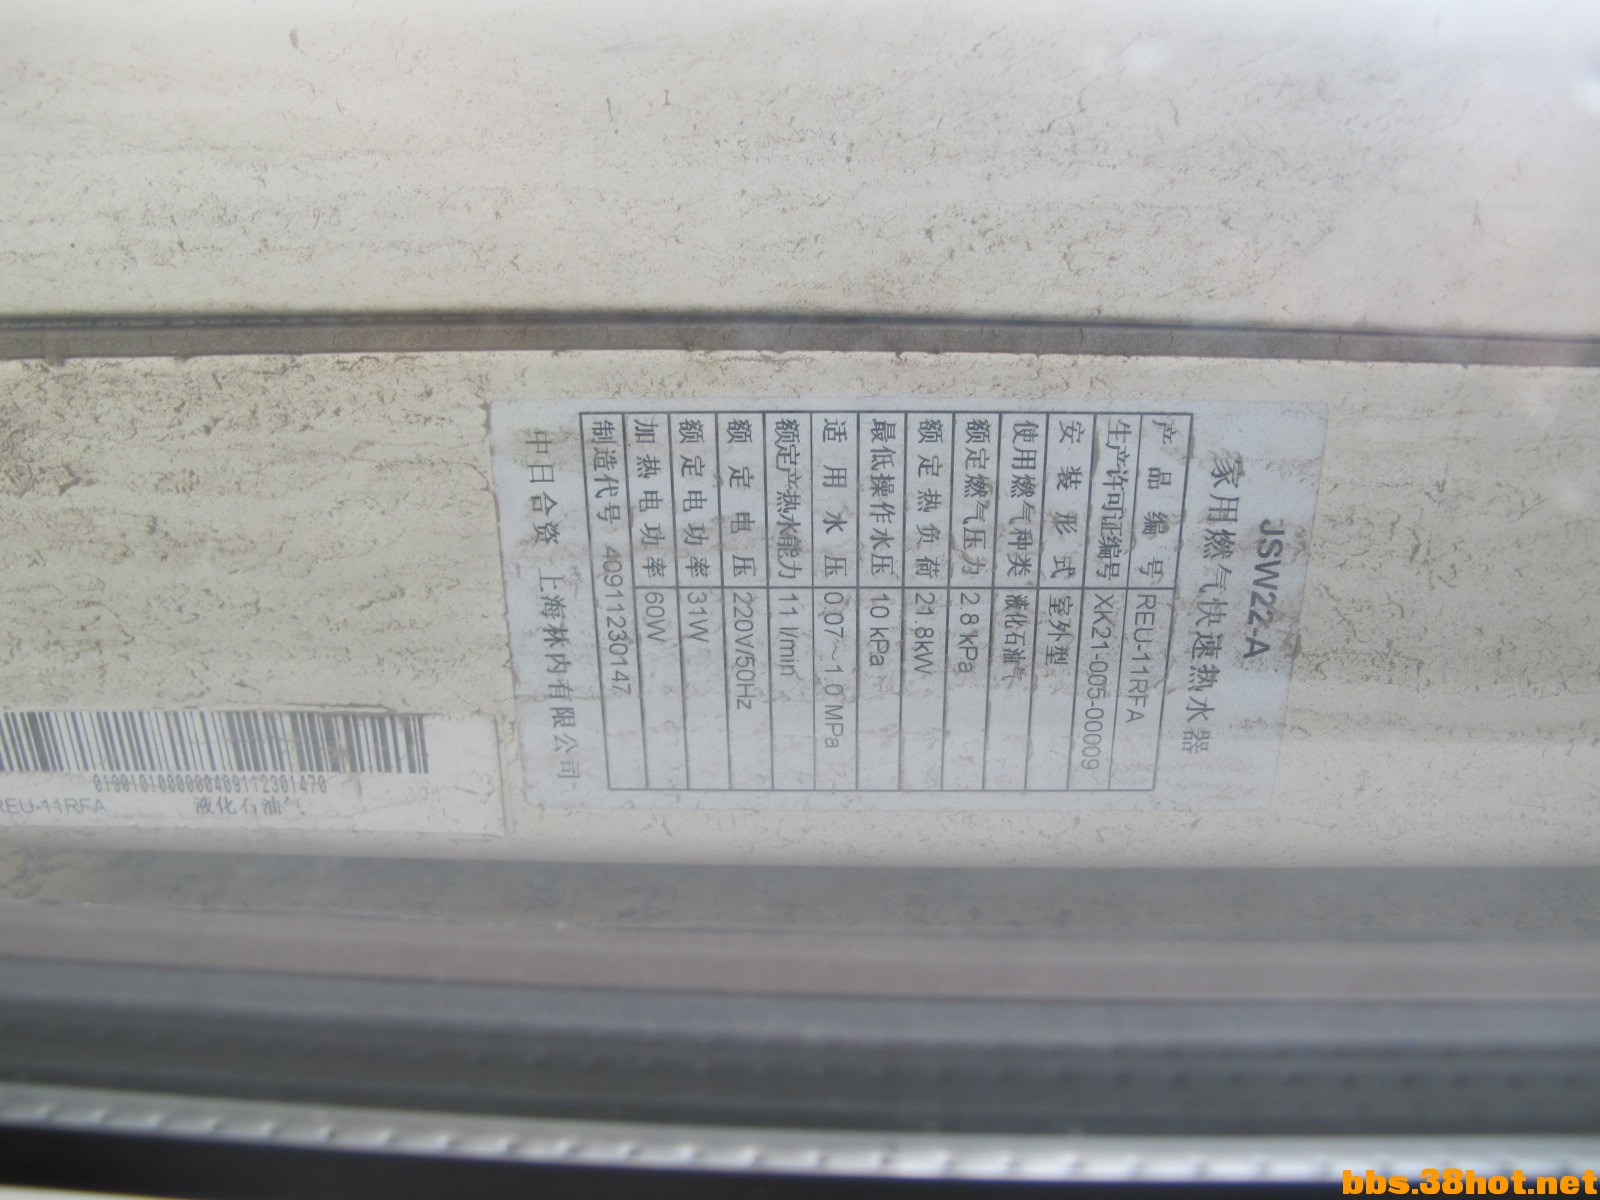 JSW22-A
家用燃气快速热水器
产品编号 REU-11RFA
生产许可证编号 XK21-005-00009
安装形式 室外型
使用燃气种类 液化石油气
额定燃气压力 2.8 kPa
额定热负荷 21.8kW
最低操作水压 10 kPa
适用水压 0.07~1.0 MPa
额定产热水能力 11 l/min
额定电压 220V/50Hz
额定电功率 31W
加热电功率 60W
制造代号 409112301​47
中日合资 上海林内有限公司
0190101000000409112301470
REU-11RFA 液化石油气
bbs.38hot.net